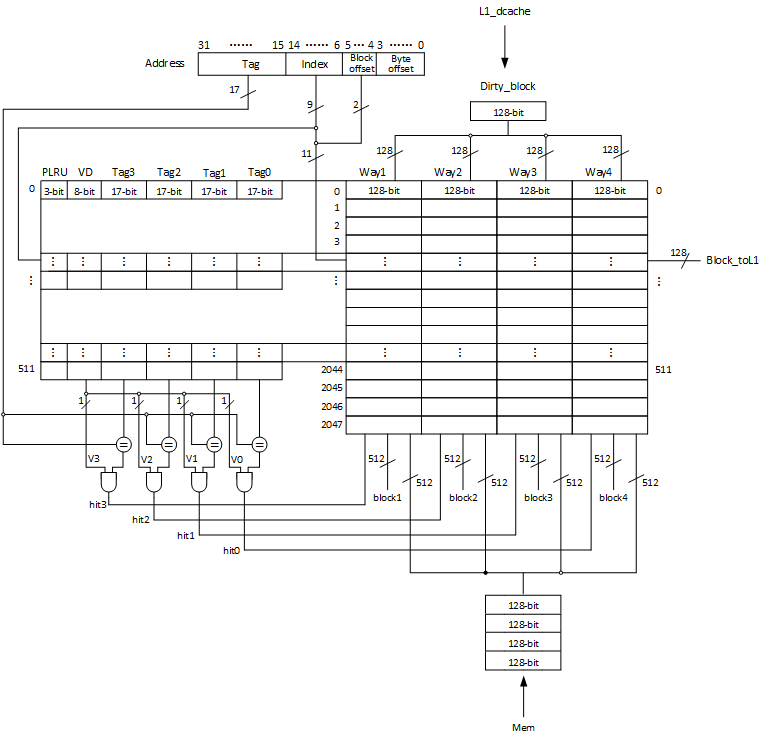 L1_dcache
31 ······ 15 14 ······ 6 5 ··· 4 3 ······ 0
Address Tag Index Block offset Byte offset
Dirty_block
17 9 2 128-bit
11 128 128 128 128
PLRU VD Tag3 Tag2 Tag1 Tag0 Way1 Way2 Way3 Way4
0 3-bit 8-bit 17-bit 17-bit 17-bit 17-bit 0 128-bit 128-bit 128-bit 128-bit 0
1
2
3
⋮ ⋮ ⋮ ⋮ ⋮ ⋮ ⋮ ⋮ ⋮ ⋮ 128 Block_toL1
⋮ ⋮ ⋮
⋮ ⋮ ⋮ ⋮ ⋮ ⋮ ⋮ ⋮ ⋮ ⋮
511 2044 511
2045
1 1 1 1 2046
2047
= = = =
V3 V2 V1 V0 512 512 512 512
512 512 512 512
block1 block2 block3 block4
hit3
hit2
hit1
hit0
128-bit
128-bit
128-bit
128-bit
Mem